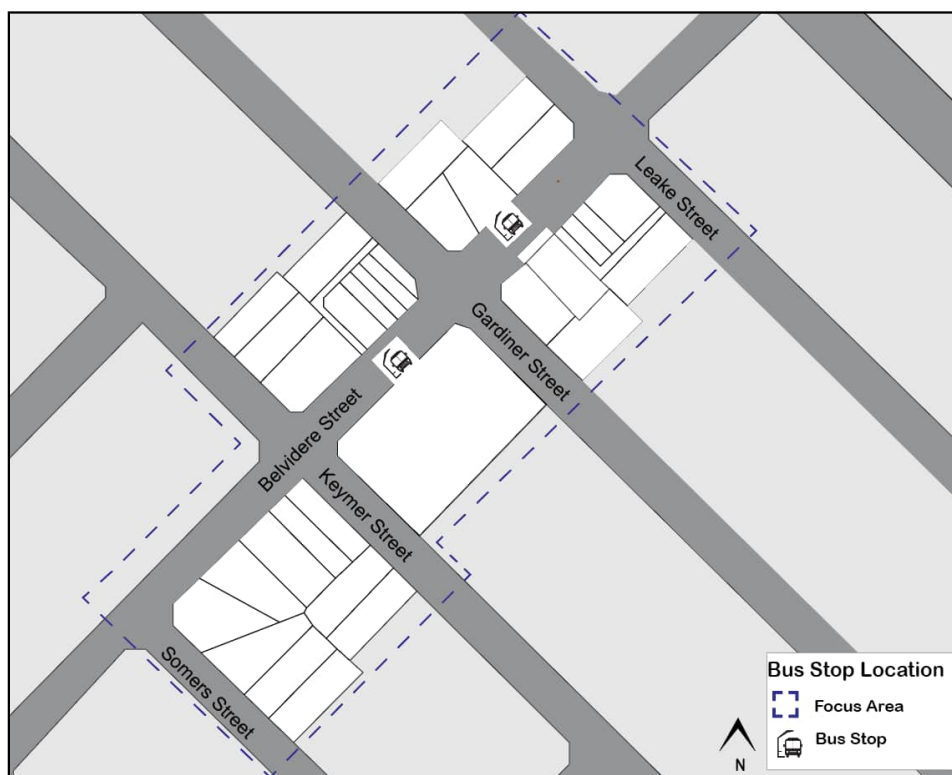 Leake Street
Gardiner Street
Belvidere Street
Keymer Street
Somers Street
Bus Stop Location
Focus Area
Bus Stop
N